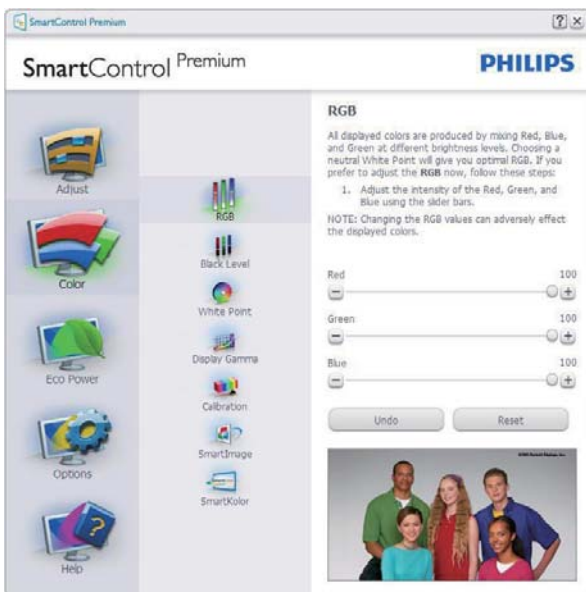 SmartControl Premium
SmartControl Premium
PHILIPS
Adjust
Color
Eco Power
Options
Help
RGB
Black Level
White Point
Display Gamma
Calibration
SmartImage
SmartKolor
RGB
All displayed colors are produced by mixing Red, Blue,
and Green at different brightness levels. Choosing a
neutral White Point will give you optimal RGB. If you
prefer to adjust the RGB now, follow these steps:
1. Adjust the intensity of the Red, Green, and
Blue using the slider bars.
NOTE: Changing the RGB values can adversely effect
the displayed colors.
Red 100
Green 100
Blue 100
Undo Reset